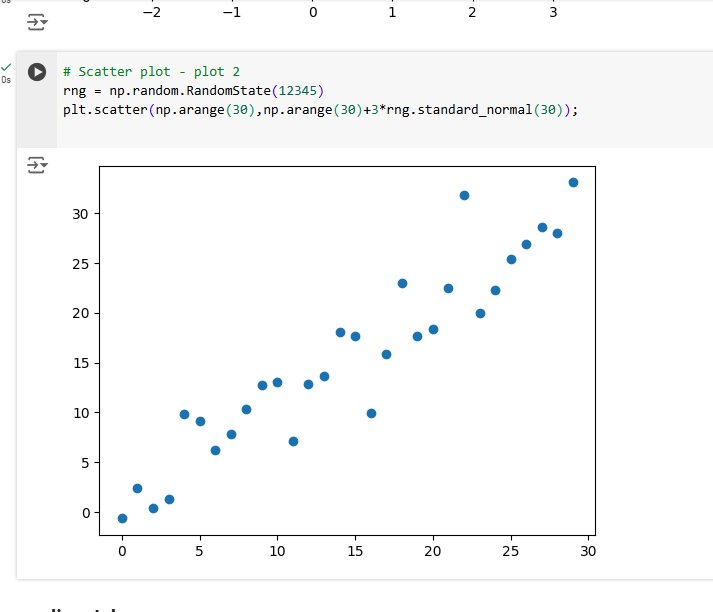 −2 −1 0 1 2 3
0s
# Scatter plot - plot 2
rng = np.random.RandomState(12345)
plt.scatter(np.arange(30),np.arange(30)+3*rng.standard_normal(30));
30
25
20
15
10
5
0
0 5 10 15 20 25 30